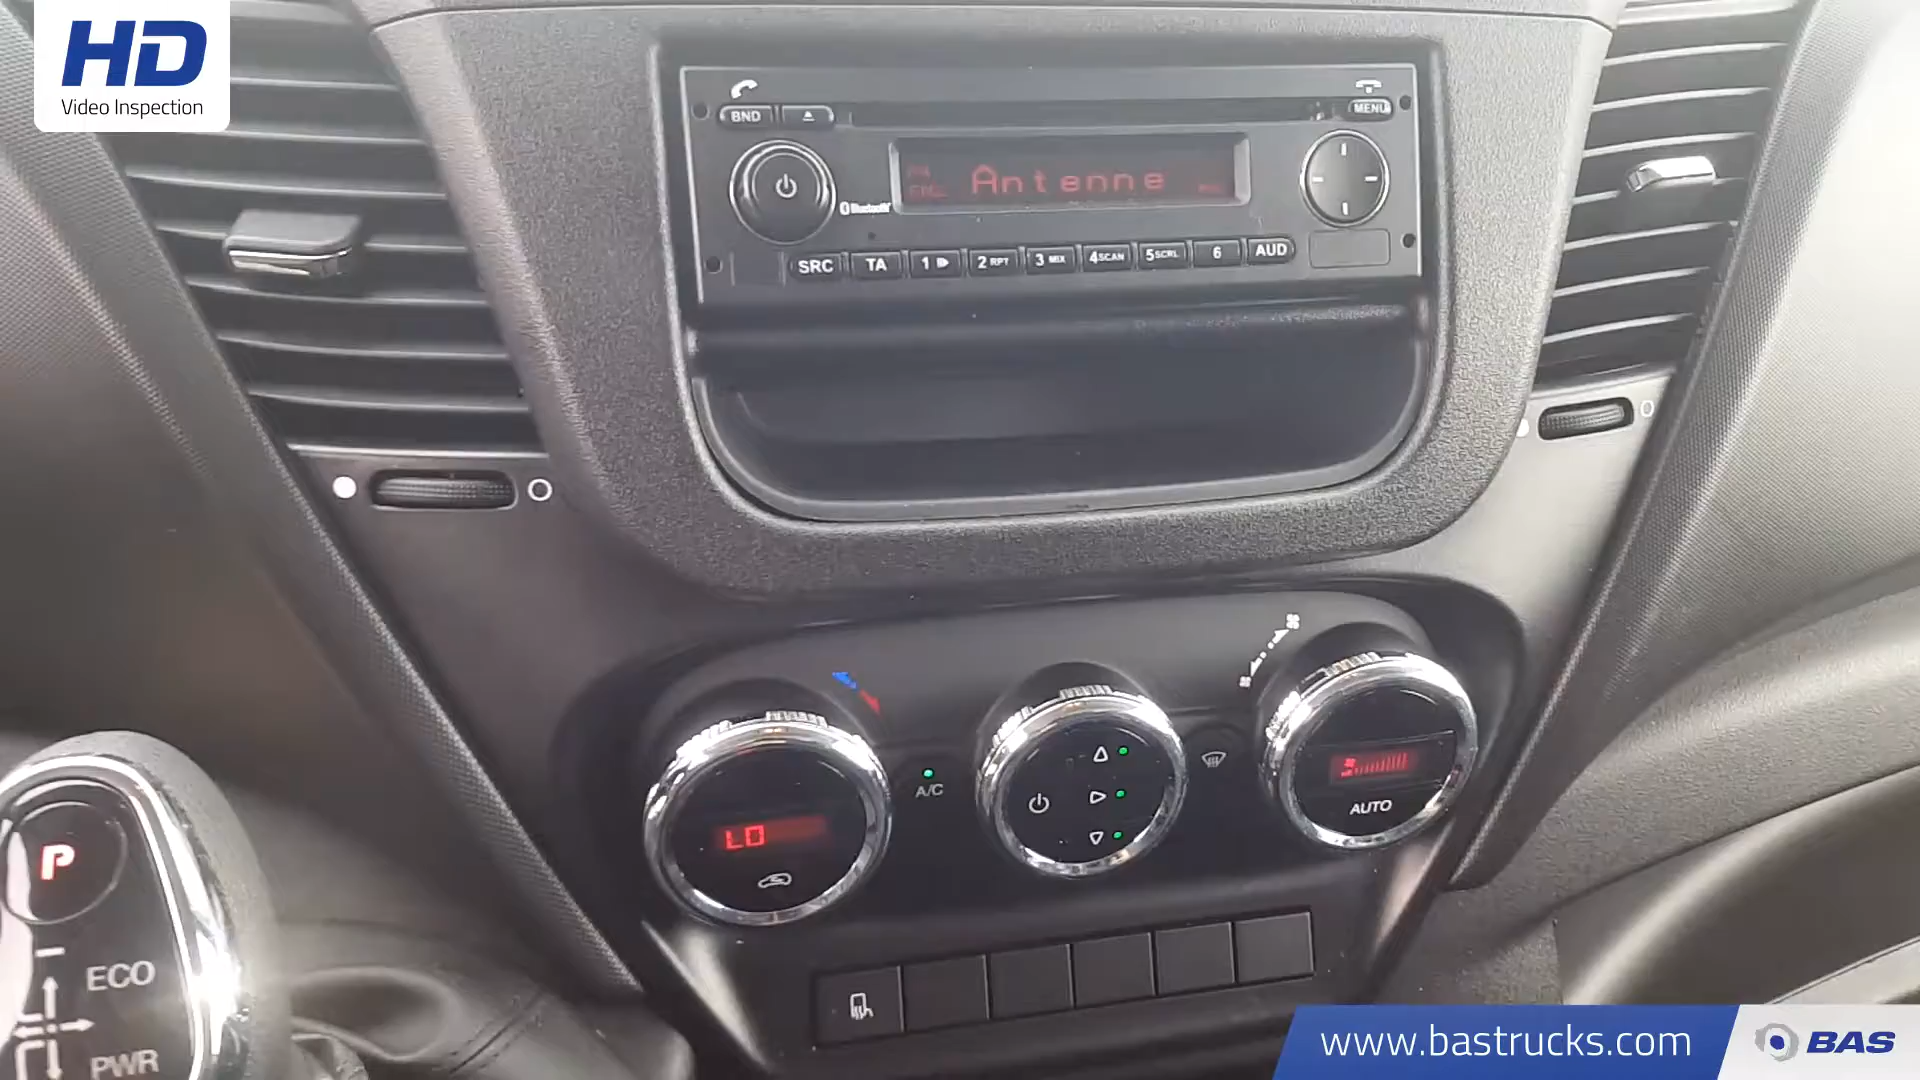 HD
Video Inspection
BND
MENU
Antenne
Bluetooth
SRC TA 1 2 RPT 3 MIX 4 SCAN 5 SCRL 6 AUD
A/C
LO
AUTO
P
ECO
PWR
www.bastrucks.com
BAS